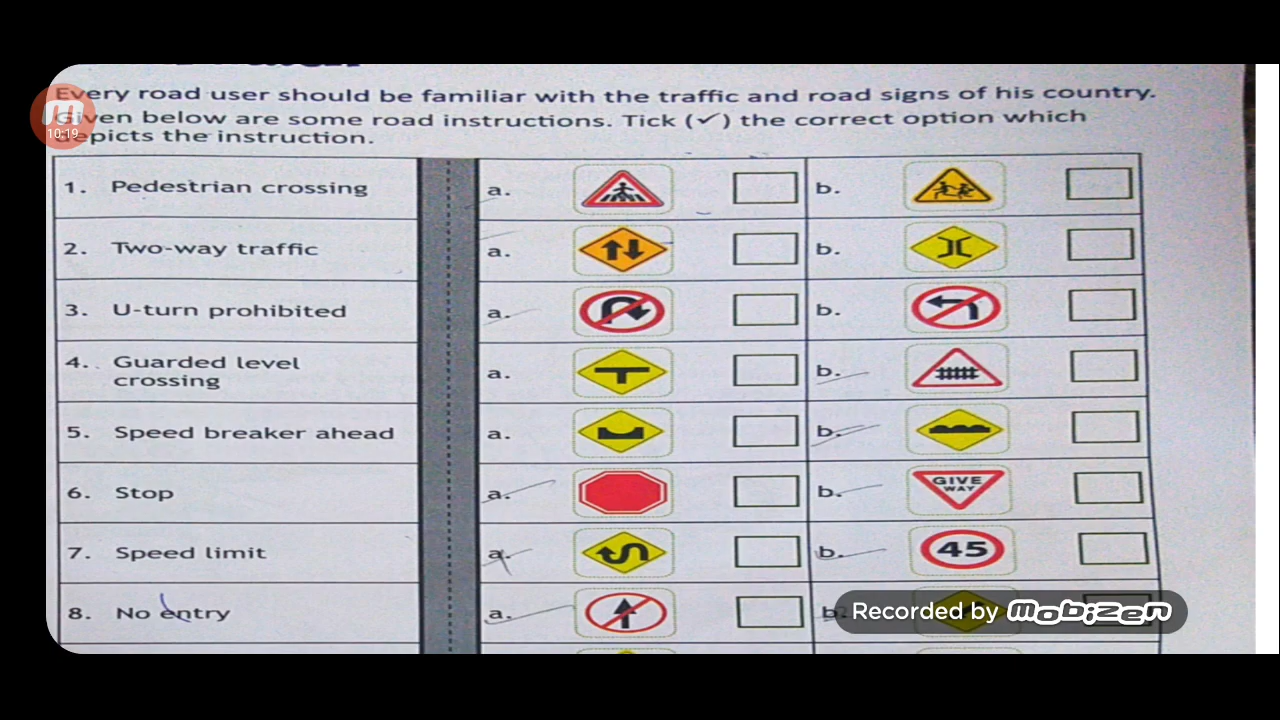 Every road user should be familiar with the traffic and road signs of his country.
Given below are some road instructions. Tick (✓) the correct option which
depicts the instruction.
10:19
1. Pedestrian crossing a. b.
2. Two-way traffic a. b.
3. U-turn prohibited a. b.
4. Guarded level
crossing a. b.
5. Speed breaker ahead a. b.
6. Stop a. b. GIVE
WAY
7. Speed limit a. b. 45
8. No entry a. b.
Recorded by mobizen